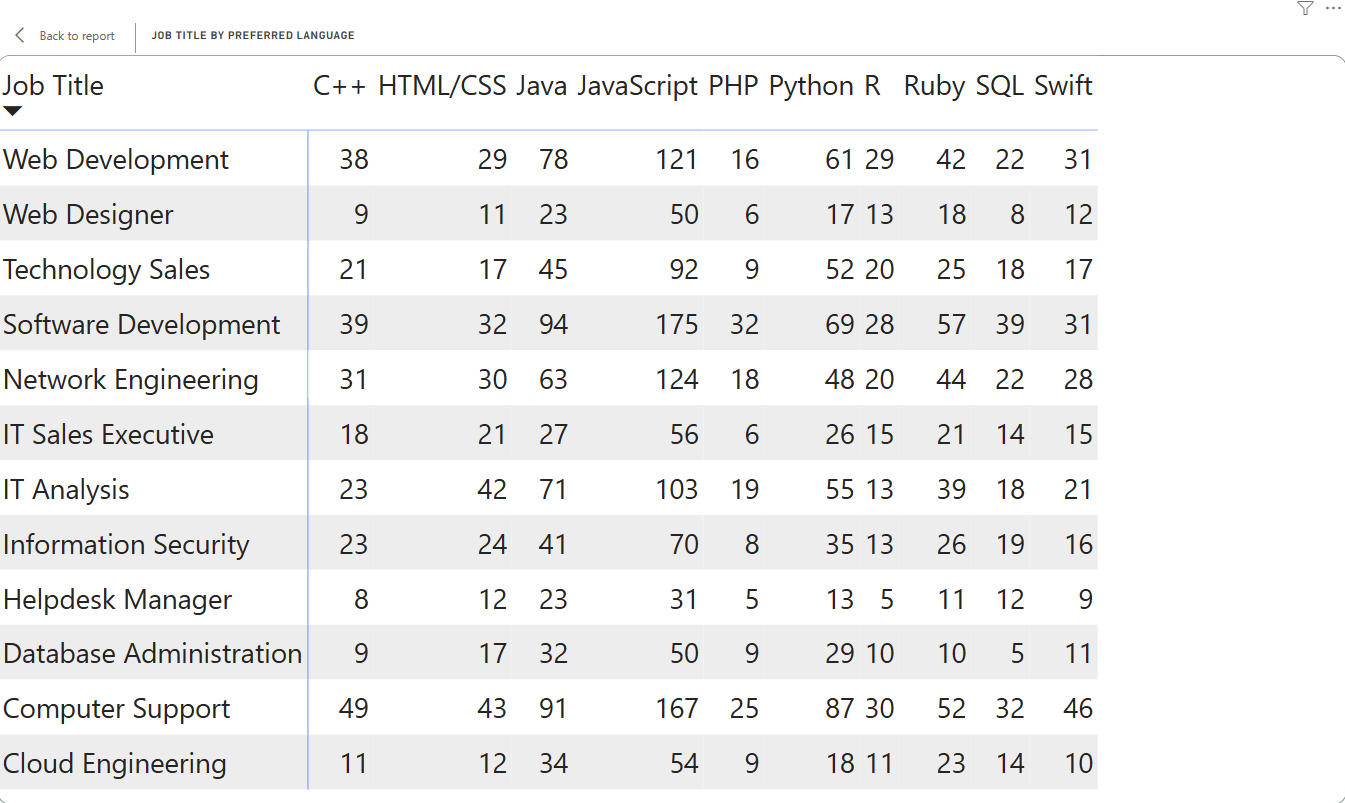 Back to report JOB TITLE BY PREFERRED LANGUAGE
Job Title C++ HTML/CSS Java JavaScript PHP Python R Ruby SQL Swift
Web Development 38 29 78 121 16 61 29 42 22 31
Web Designer 9 11 23 50 6 17 13 18 8 12
Technology Sales 21 17 45 92 9 52 20 25 18 17
Software Development 39 32 94 175 32 69 28 57 39 31
Network Engineering 31 30 63 124 18 48 20 44 22 28
IT Sales Executive 18 21 27 56 6 26 15 21 14 15
IT Analysis 23 42 71 103 19 55 13 39 18 21
Information Security 23 24 41 70 8 35 13 26 19 16
Helpdesk Manager 8 12 23 31 5 13 5 11 12 9
Database Administration 9 17 32 50 9 29 10 10 5 11
Computer Support 49 43 91 167 25 87 30 52 32 46
Cloud Engineering 11 12 34 54 9 18 11 23 14 10